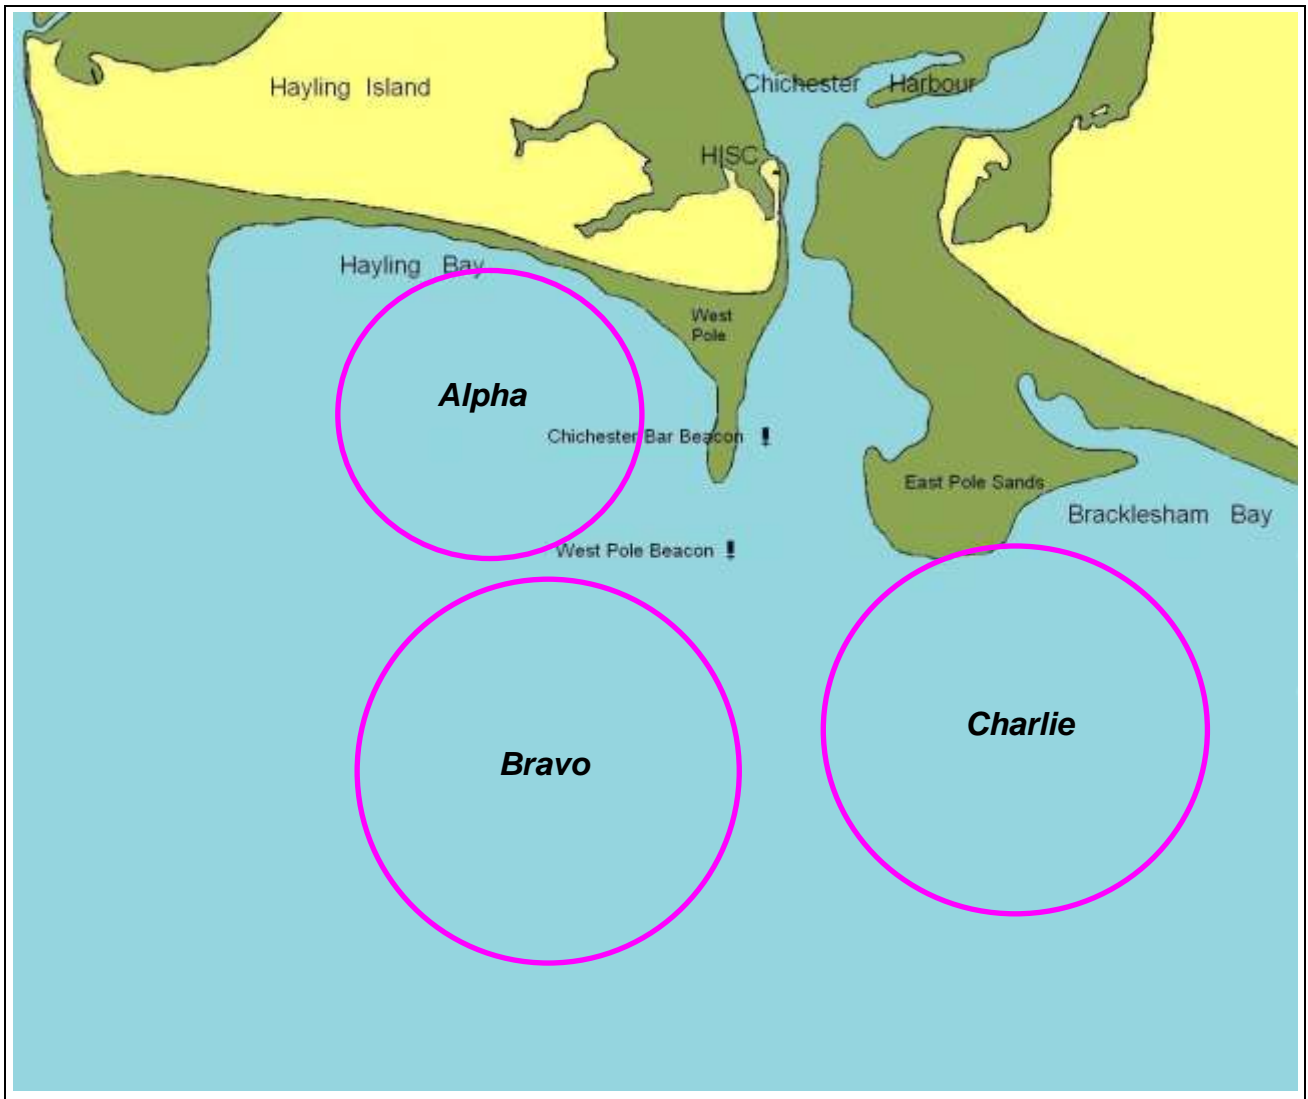 Hayling Island
Chichester Harbour
HISC
Hayling Bay
West
Pole
Alpha
Chichester Bar Beacon
East Pole Sands
Bracklesham Bay
West Pole Beacon
Charlie
Bravo